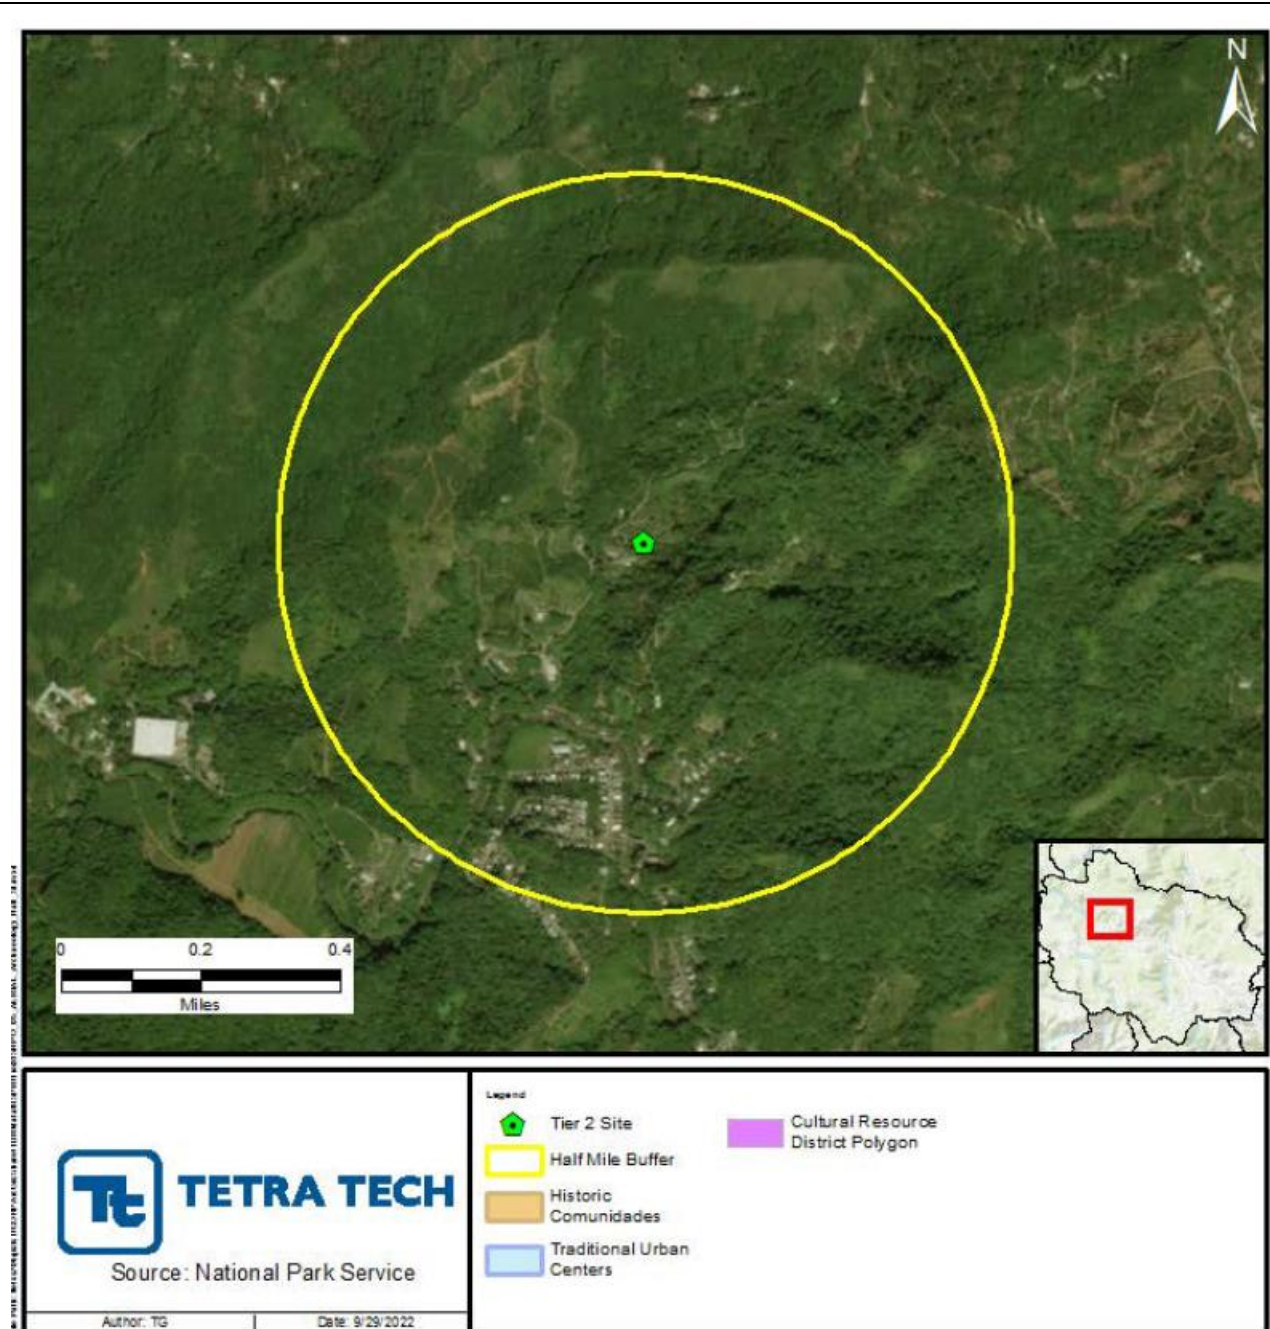 N
0 0.2 0.4
Miles
Tc
TETRA TECH
Source: National Park Service
Author: TG
Date: 9/29/2022
Legend
Tier 2 Site
Half Mile Buffer
Historic
Comunidades
Traditional Urban
Centers
Cultural Resource
District Polygon